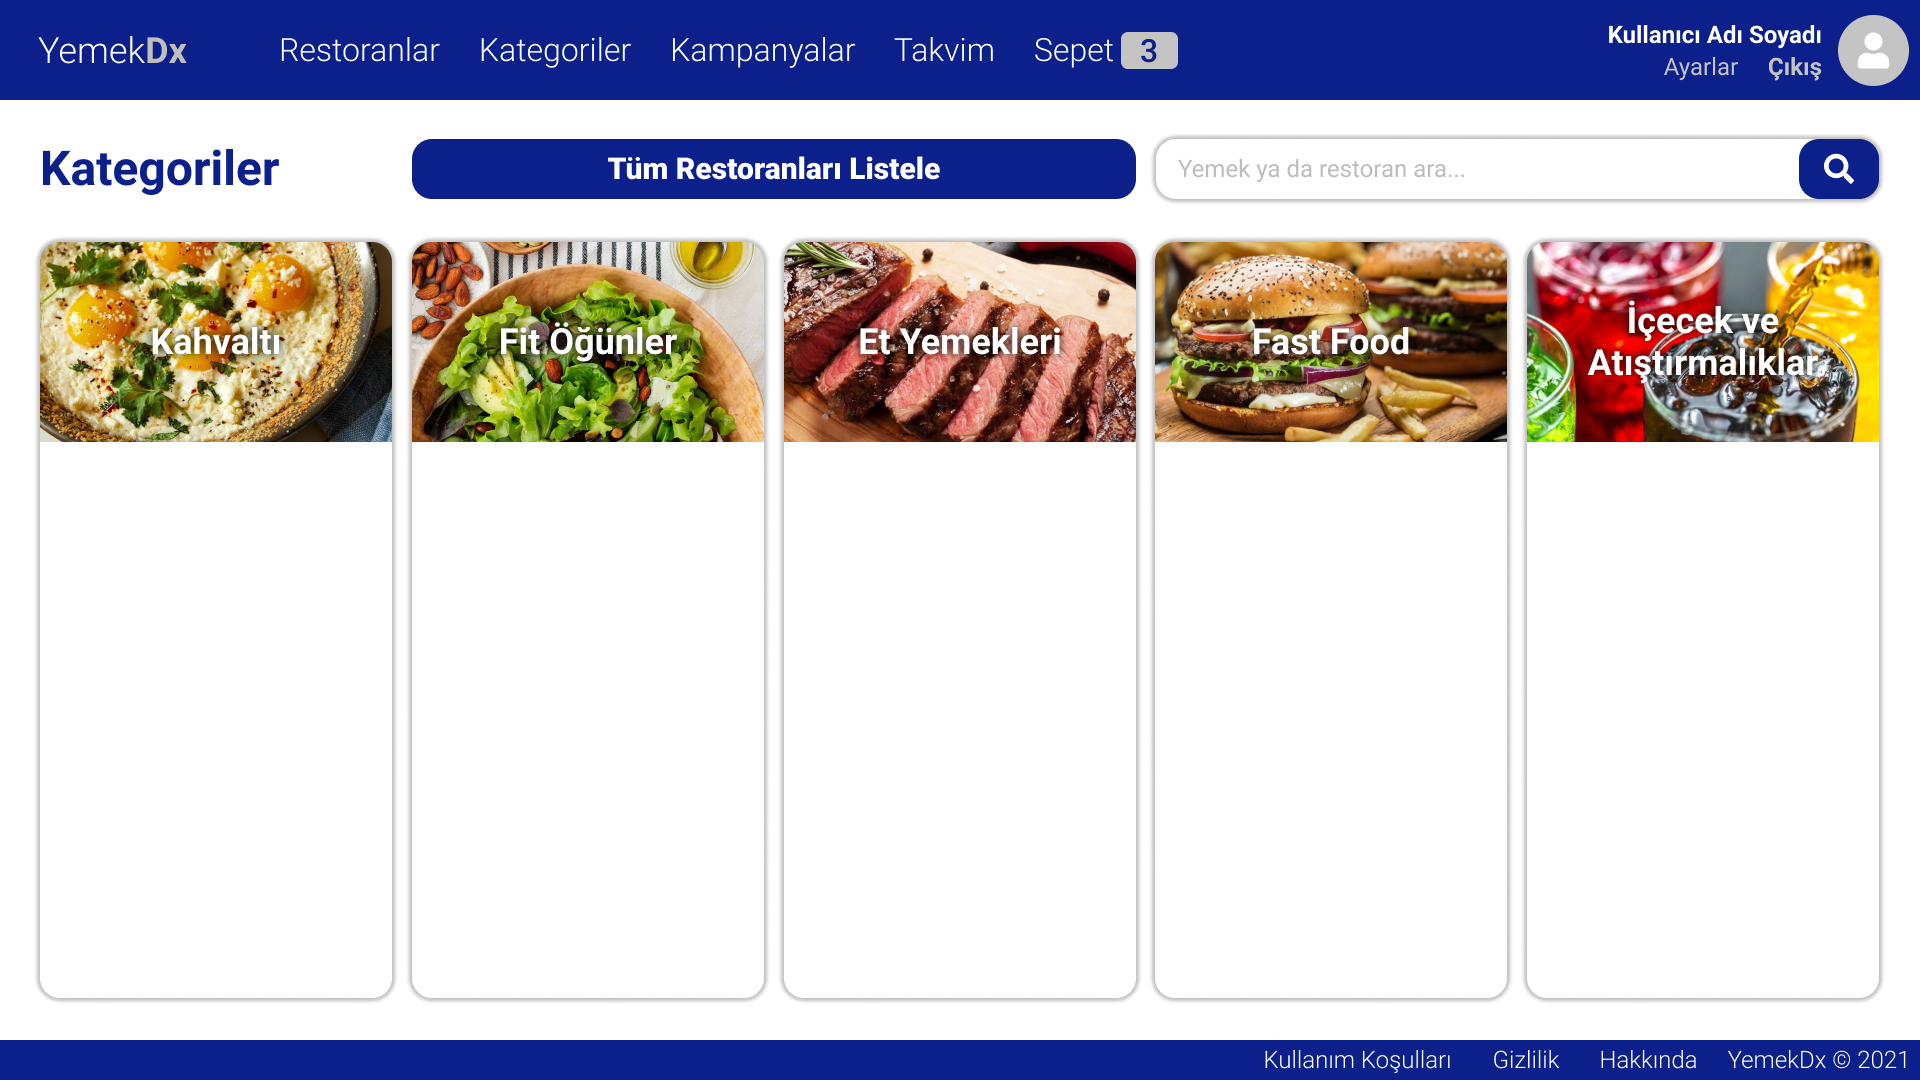 YemekDx
Restoranlar
Kategoriler
Kampanyalar
Takvim
Sepet 3
Kullanıcı Adı Soyadı
Ayarlar Çıkış
Kategoriler
Tüm Restoranları Listele
Yemek ya da restoran ara...
Kahvaltı
Fit Öğünler
Et Yemekleri
Fast Food
İçecek ve
Atıştırmalıklar
Kullanım Koşulları
Gizlilik
Hakkında
YemekDx © 2021